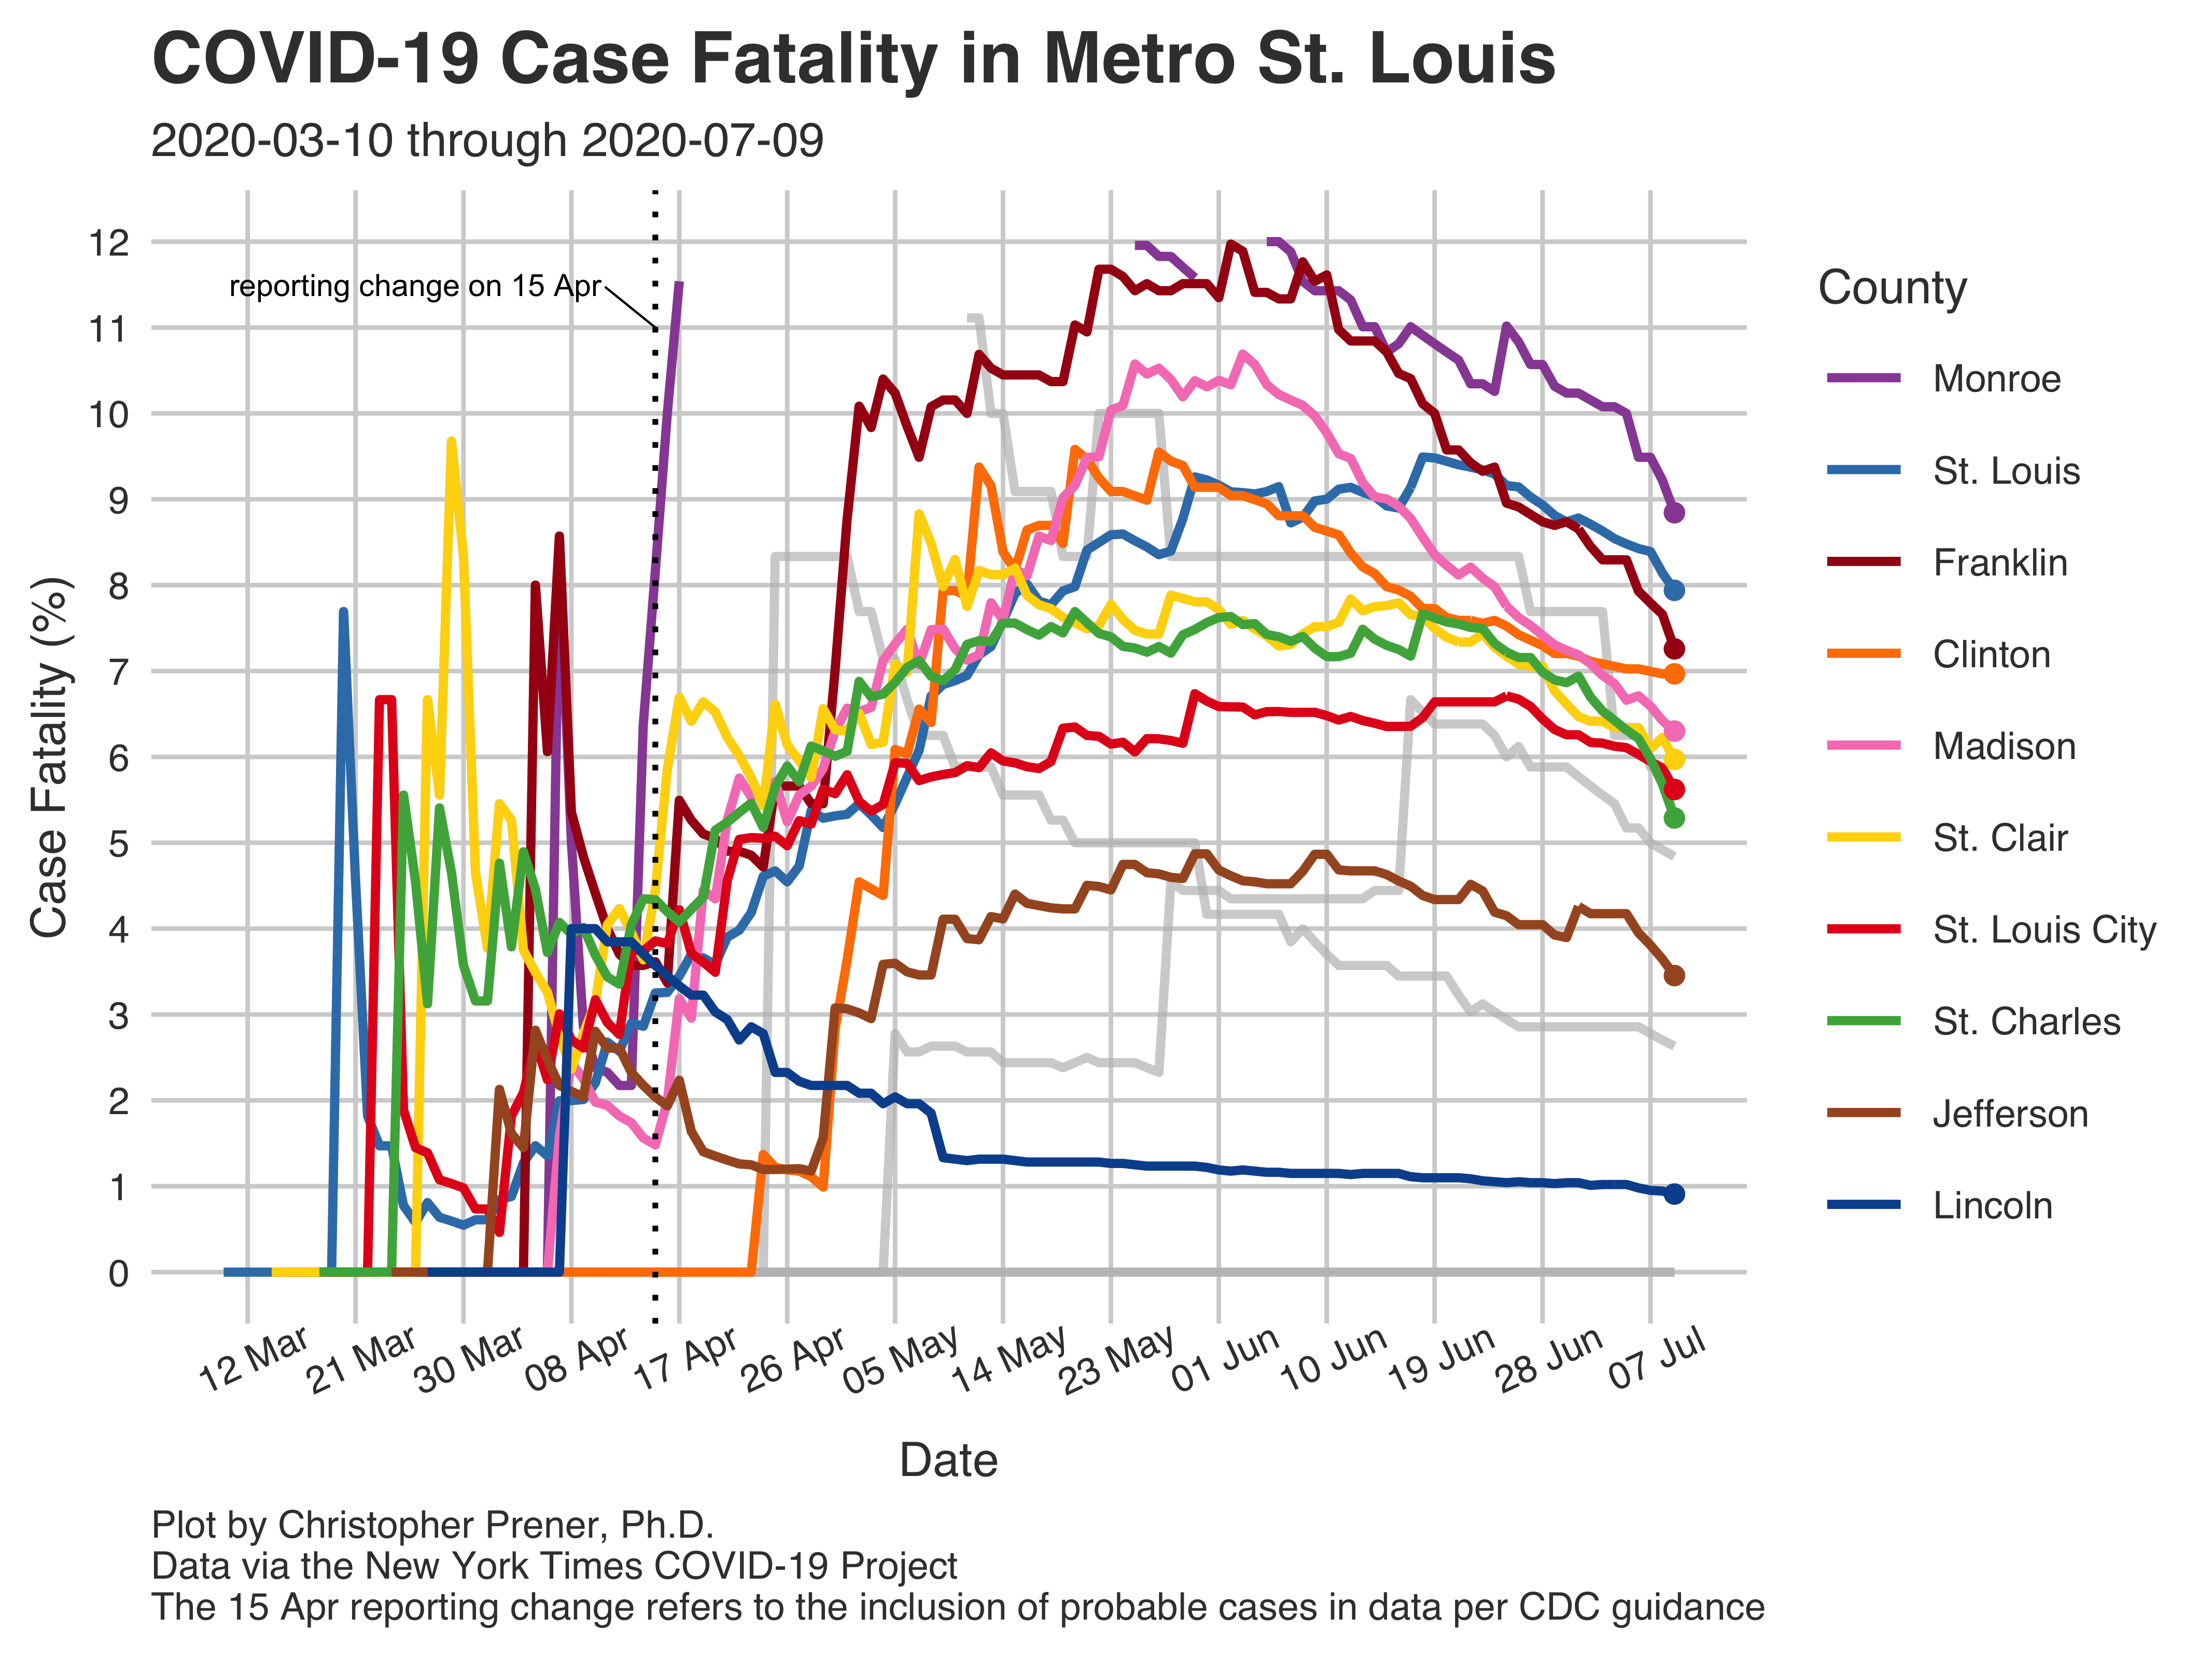 COVID-19 Case Fatality in Metro St. Louis
2020-03-10 through 2020-07-09
12
11
10
9
8
7
6
5
4
3
2
1
0
Case Fatality (%)
reporting change on 15 Apr
12 Mar
21 Mar
30 Mar
08 Apr
17 Apr
26 Apr
05 May
14 May
23 May
01 Jun
10 Jun
19 Jun
28 Jun
07 Jul
Date
County
Monroe
St. Louis
Franklin
Clinton
Madison
St. Clair
St. Louis City
St. Charles
Jefferson
Lincoln
Plot by Christopher Prener, Ph.D.
Data via the New York Times COVID-19 Project
The 15 Apr reporting change refers to the inclusion of probable cases in data per CDC guidance